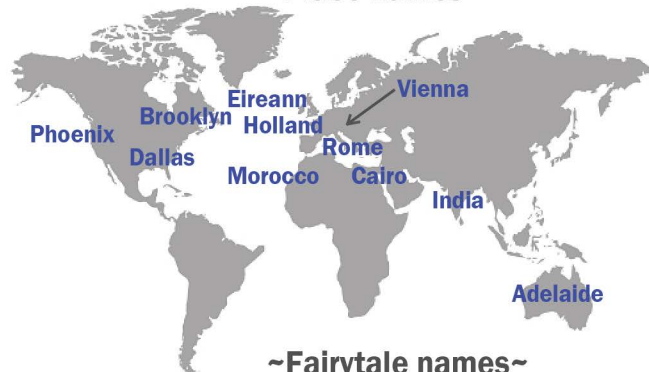 Eireann
Vienna
Brooklyn
Holland
Phoenix
Rome
Dallas
Morocco
Cairo
India
Adelaide
~Fairytale names~